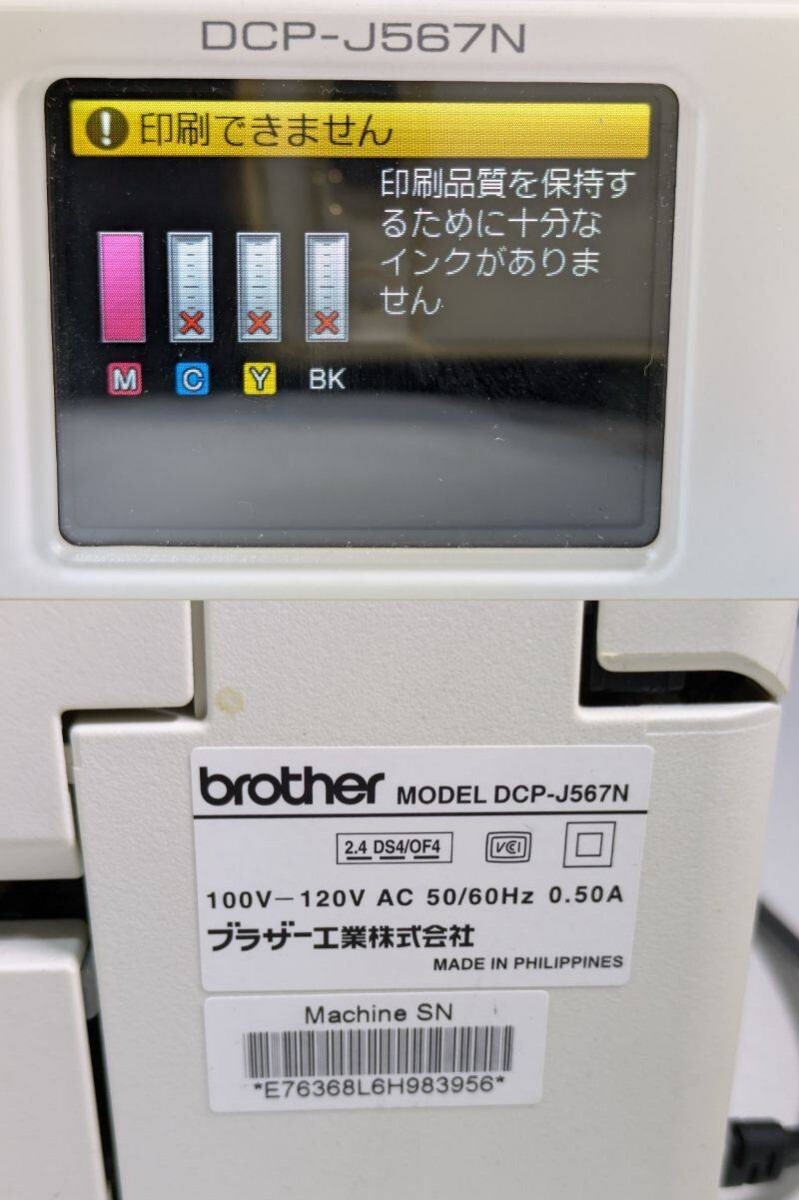 DCP-J567N
! 印刷できません
印刷品質を保持す
るために十分な
インクがありま
せん
M C Y BK
brother MODEL DCP-J567N
2.4 DS4/OF4 VCI
100V-120V AC 50/60Hz 0.50A
ブラザー工業株式会社
MADE IN PHILIPPINES
Machine SN
*E76368L6H983956*